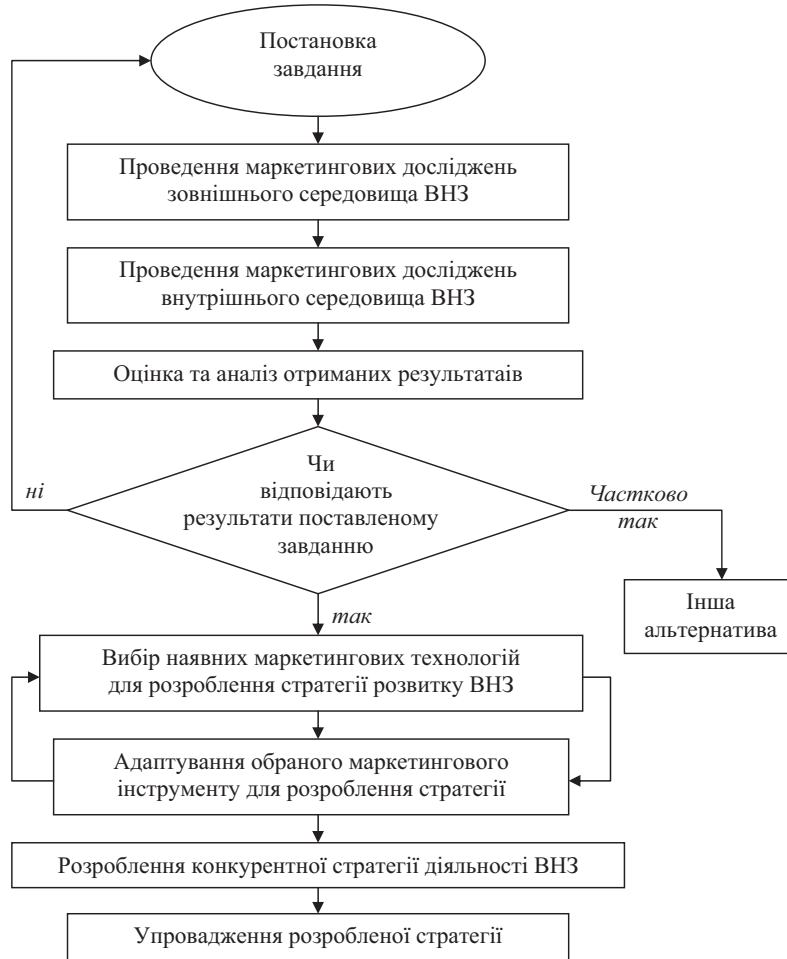 Постановка
завдання
Проведення маркетингових досліджень
зовнішнього середовища ВНЗ
Проведення маркетингових досліджень
внутрішнього середовища ВНЗ
Оцінка та аналіз отриманих результатаів
Чи
відповідають
результати поставленому
завданню
ні
Частково
так
Інша
альтернатива
так
Вибір наявних маркетингових технологій
для розроблення стратегії розвитку ВНЗ
Адаптування обраного маркетингового
інструменту для розроблення стратегії
Розроблення конкурентної стратегії діяльності ВНЗ
Упровадження розробленої стратегії